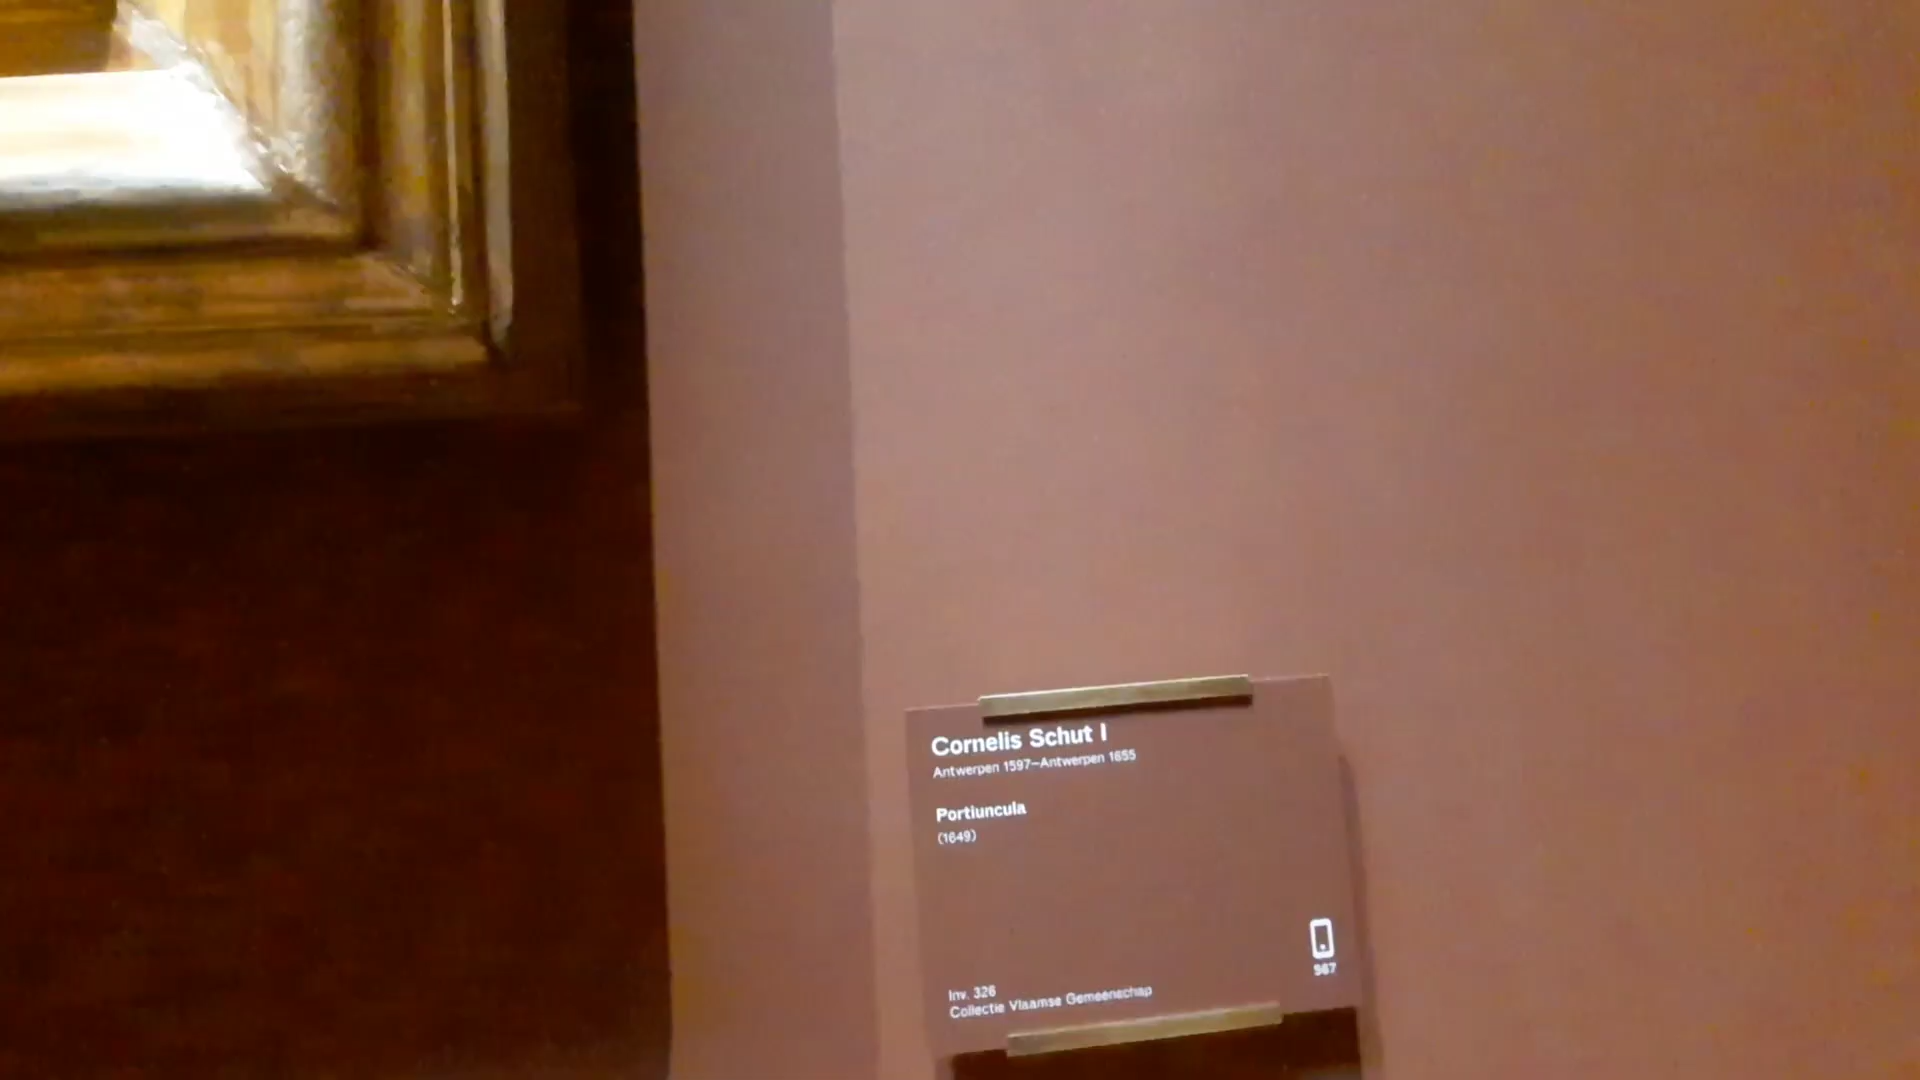 Cornelis Schut I
Antwerpen 1597–Antwerpen 1655
Portiuncula
(1649)
567
Inv. 326
Collectie Vlaamse Gemeenschap